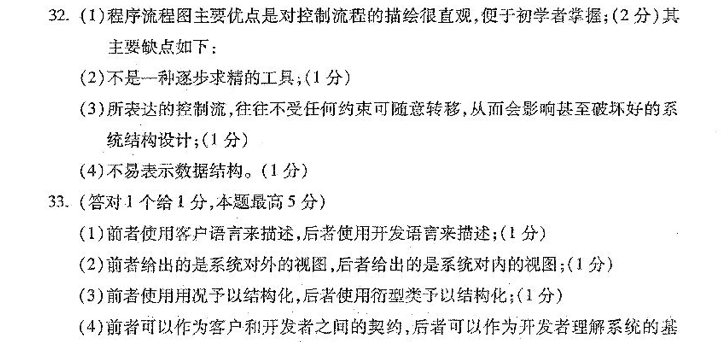 32. (1)程序流程图主要优点是对控制流程的描绘很直观,便于初学者掌握;(2分)其
主要缺点如下:
(2)不是一种逐步求精的工具;(1分)
(3)所表达的控制流,往往不受任何约束可随意转移,从而会影响甚至破坏好的系
统结构设计;(1分)
(4)不易表示数据结构。(1分)
33. (答对1个给1分,本题最高5分)
(1)前者使用客户语言来描述,后者使用开发语言来描述;(1分)
(2)前者给出的是系统对外的视图,后者给出的是系统对内的视图;(1分)
(3)前者使用用况予以结构化,后者使用衍型类予以结构化;(1分)
(4)前者可以作为客户和开发者之间的契约,后者可以作为开发者理解系统的基